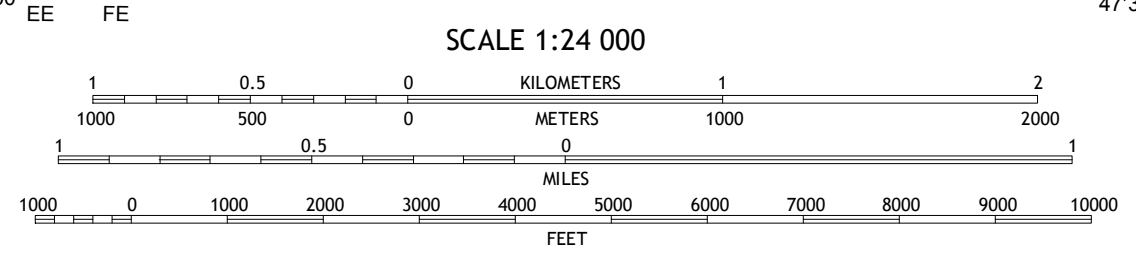 EE FE
SCALE 1:24 000
1 0.5 0 KILOMETERS 1 2
1000 500 0 METERS 1000 2000
1 0.5 0 1
MILES
1000 0 1000 2000 3000 4000 5000 6000 7000 8000 9000 10000
FEET